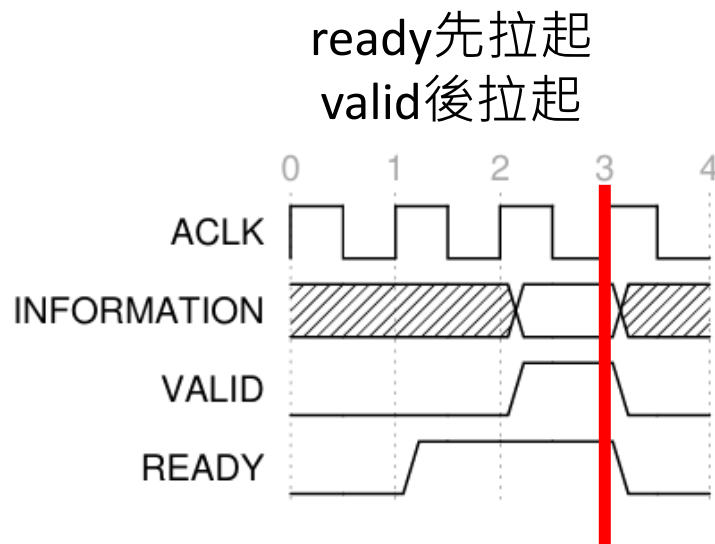 ready先拉起
valid後拉起
0 1 2 3 4
ACLK
INFORMATION
VALID
READY